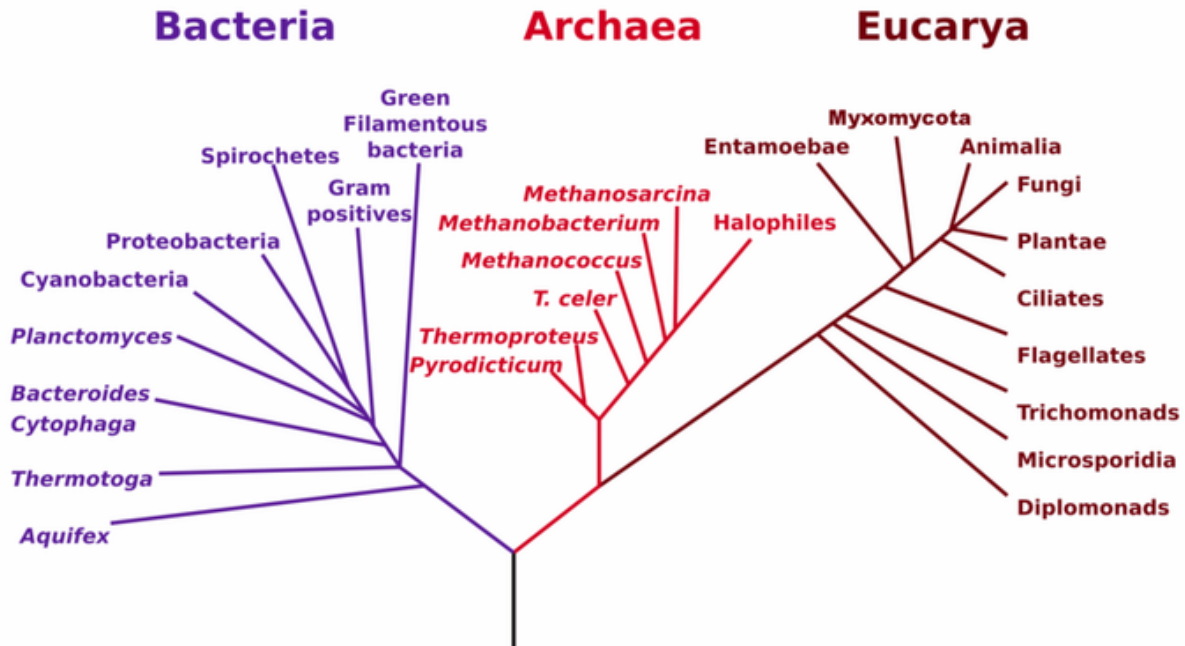 Bacteria
Archaea
Eucarya
Green
Filamentous
bacteria
Spirochetes
Gram
positives
Proteobacteria
Cyanobacteria
Planctomyces
Bacteroides
Cytophaga
Thermotoga
Aquifex
Methanosarcina
Methanobacterium
Halophiles
Methanococcus
T. celer
Thermoproteus
Pyrodicticum
Entamoebae
Myxomycota
Animalia
Fungi
Plantae
Ciliates
Flagellates
Trichomonads
Microsporidia
Diplomonads